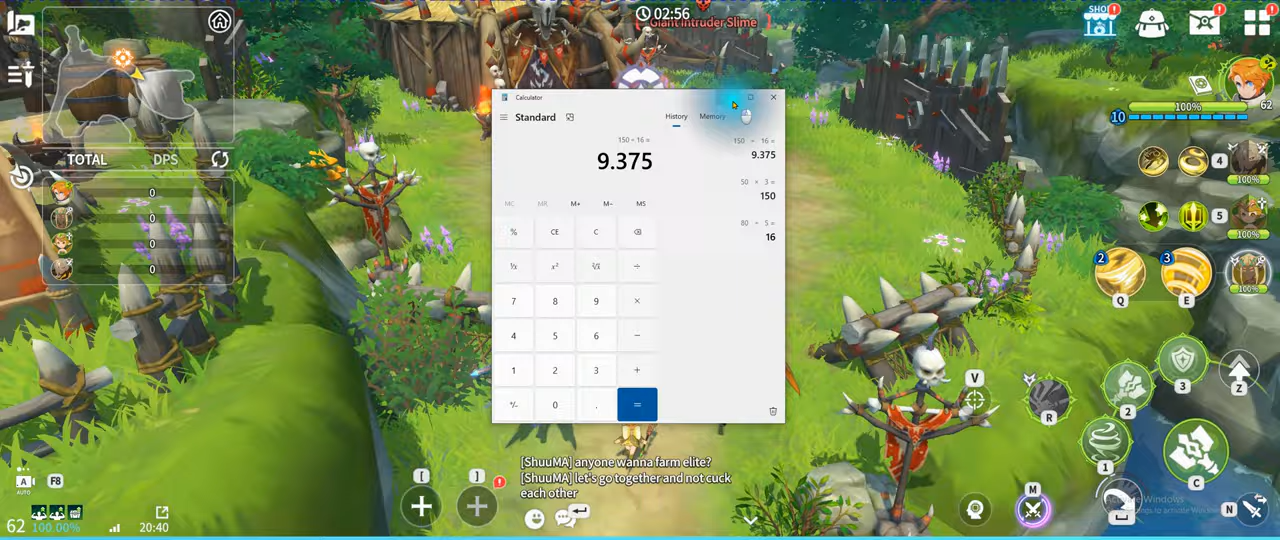 02:56
Giant Intruder Slime
SHOP
62
100%
10
TOTAL DPS
0
0
0
0
4
100%
5
100%
2
3
100%
Q
E
Calculator
Standard
History Memory
150 ÷ 16 =
9.375
150 ÷ 16 =
9.375
50 × 3 =
150
80 ÷ 5 =
16
MC MR M+ M− MS
% CE C
¹/x x² ²√x ÷
7 8 9 ×
4 5 6 −
1 2 3 +
+/− 0 . =
V
3
Z
2
R
1
C
M
N
A
AUTO
F8
[
]
[ShuuMA] anyone wanna farm elite?
[ShuuMA] let's go together and not cuck
each other
62 100.00%
20:40
Activate Windows